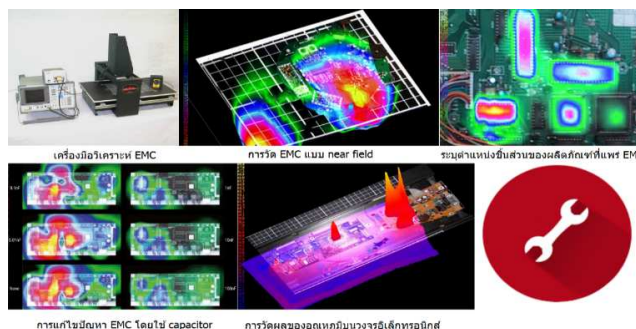 เครื่องมือวิเคราะห์ EMC
การวัด EMC แบบ near field
ระบุตำแหน่งชิ้นส่วนของผลิตภัณฑ์ที่แพร่ EM
การแก้ไขปัญหา EMC โดยใช้ capacitor
การวัดผลของอุณหภูมิบนวงจรอิเล็กทรอนิกส์